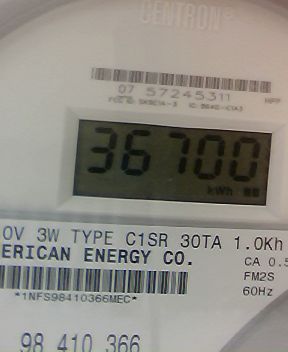 CENTRON®
07 57245311
36700
kWh
0V 3W TYPE C1SR 30TA 1.0Kh
ERICAN ENERGY CO.
CA 0.5
FM2S
*1NFS98410366MEC*
60Hz
98 410 366